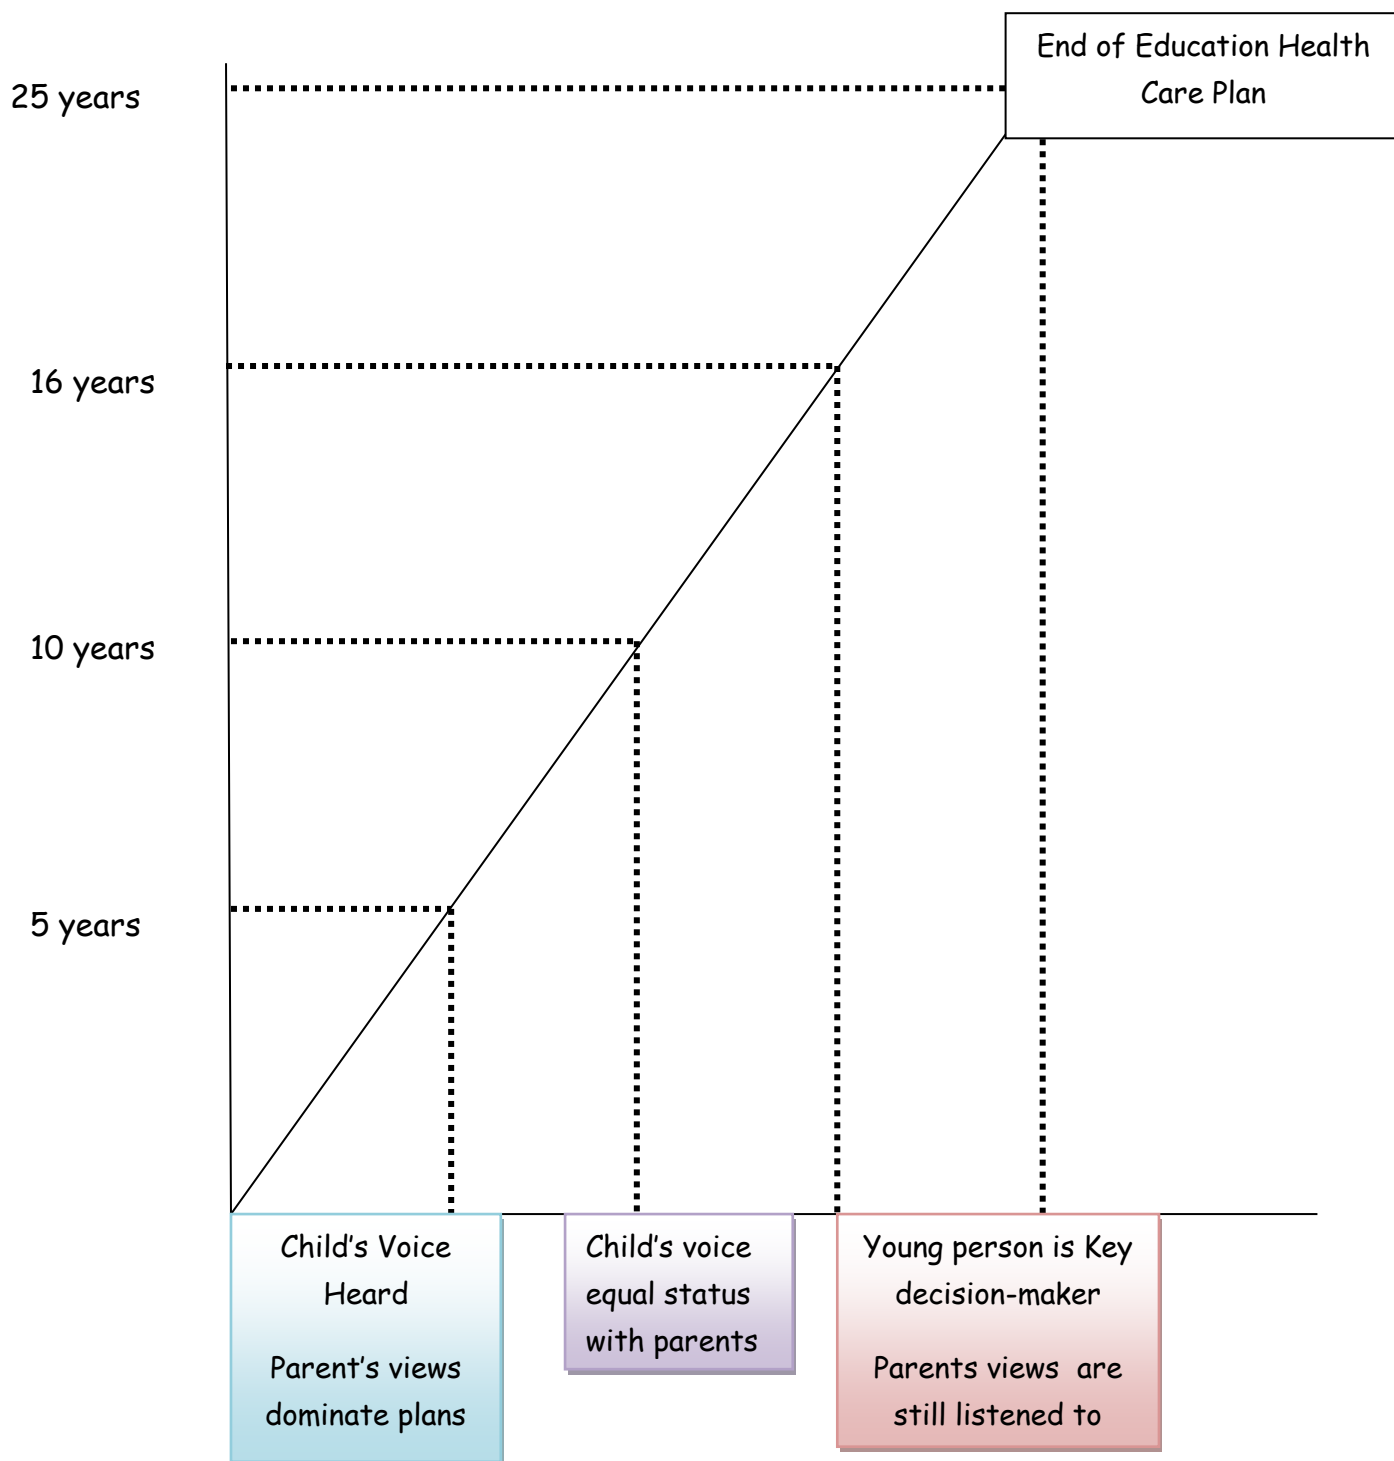 End of Education Health
Care Plan
25 years
16 years
10 years
5 years
Child's Voice
Heard
Parent's views
dominate plans
Child's voice
equal status
with parents
Young person is Key
decision-maker
Parents views  are
still listened to